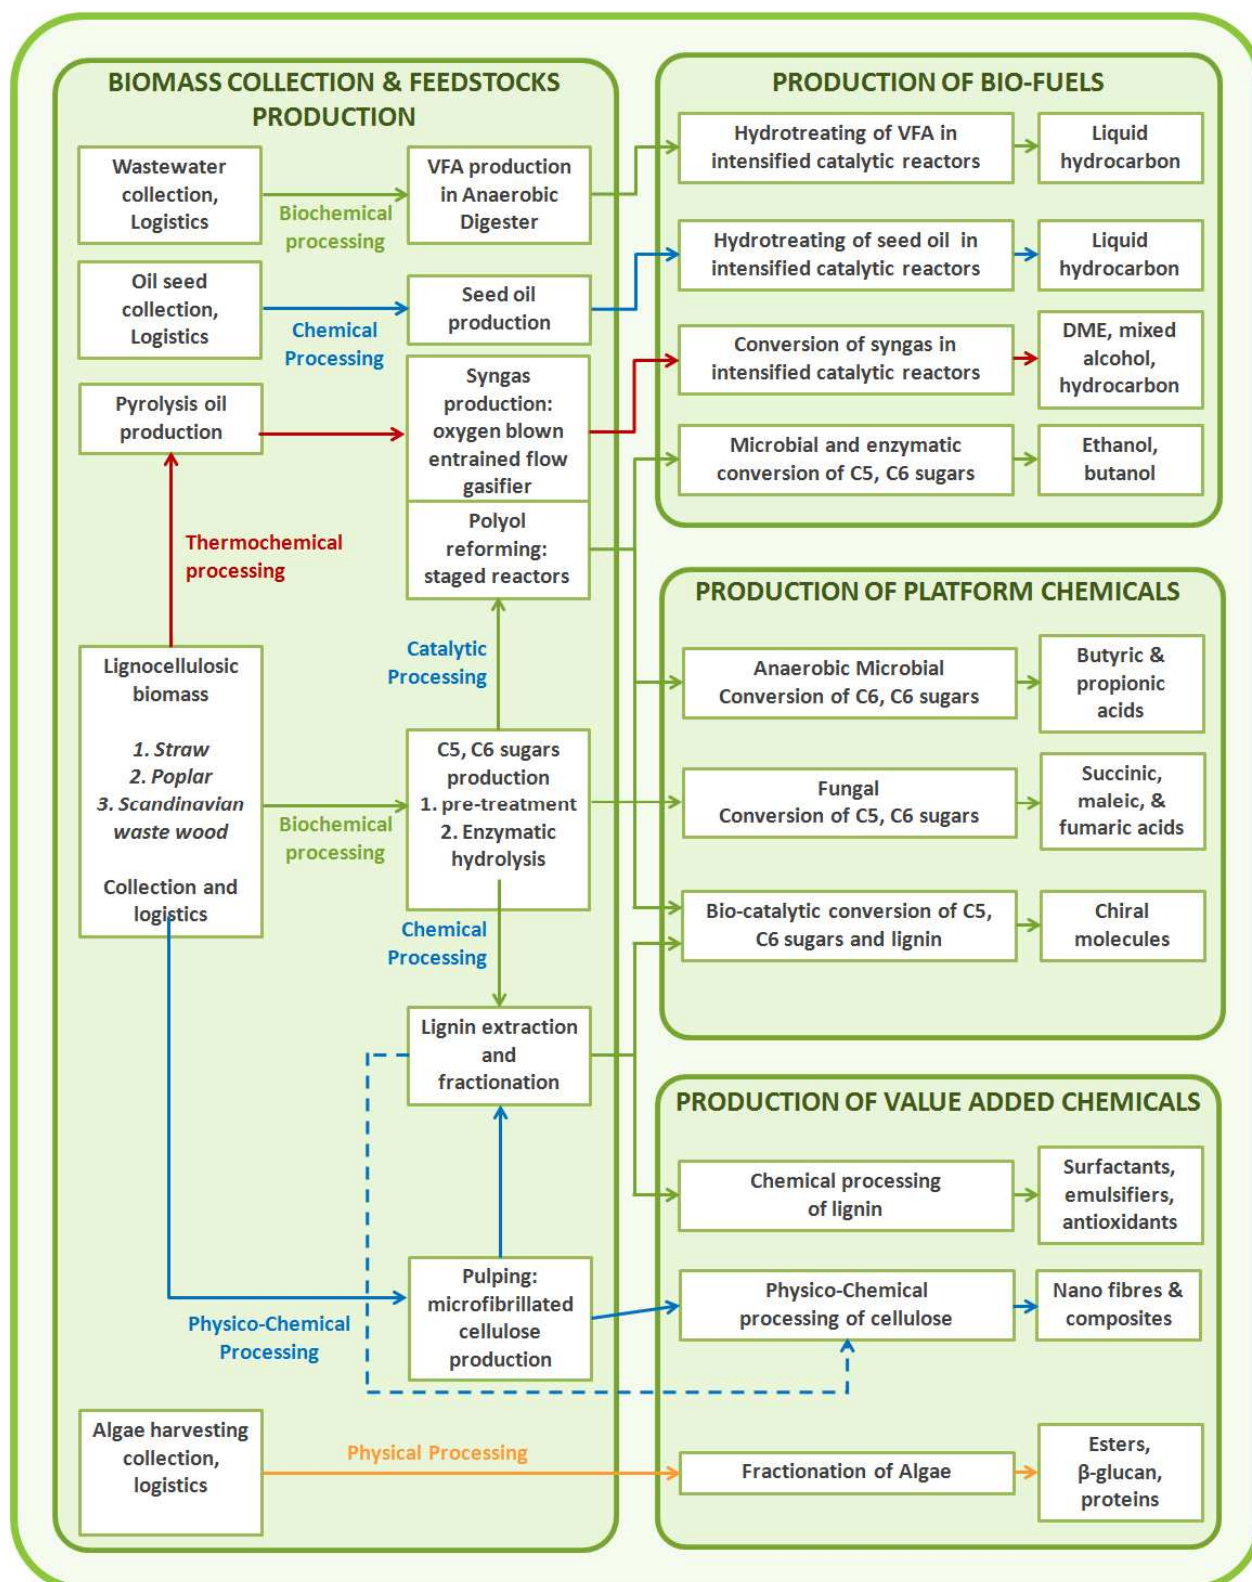 BIOMASS COLLECTION & FEEDSTOCKS
PRODUCTION
Wastewater
collection,
Logistics
Biochemical
processing
VFA production
in Anaerobic
Digester
Oil seed
collection,
Logistics
Chemical
Processing
Seed oil
production
Pyrolysis oil
production
Syngas
production:
oxygen blown
entrained flow
gasifier
Polyol
reforming:
staged reactors
Thermochemical
processing
Catalytic
Processing
Lignocellulosic
biomass
1. Straw
2. Poplar
3. Scandinavian
waste wood
Collection and
logistics
Biochemical
processing
C5, C6 sugars
production
1. pre-treatment
2. Enzymatic
hydrolysis
Chemical
Processing
Lignin extraction
and
fractionation
Physico-Chemical
Processing
Pulping:
microfibrillated
cellulose
production
Algae harvesting
collection,
logistics
Physical Processing
PRODUCTION OF BIO-FUELS
Hydrotreating of VFA in
intensified catalytic reactors
Liquid
hydrocarbon
Hydrotreating of seed oil in
intensified catalytic reactors
Liquid
hydrocarbon
Conversion of syngas in
intensified catalytic reactors
DME, mixed
alcohol,
hydrocarbon
Microbial and enzymatic
conversion of C5, C6 sugars
Ethanol,
butanol
PRODUCTION OF PLATFORM CHEMICALS
Anaerobic Microbial
Conversion of C6, C6 sugars
Butyric &
propionic
acids
Fungal
Conversion of C5, C6 sugars
Succinic,
maleic, &
fumaric acids
Bio-catalytic conversion of C5,
C6 sugars and lignin
Chiral
molecules
PRODUCTION OF VALUE ADDED CHEMICALS
Chemical processing
of lignin
Surfactants,
emulsifiers,
antioxidants
Physico-Chemical
processing of cellulose
Nano fibres &
composites
Fractionation of Algae
Esters,
β-glucan,
proteins